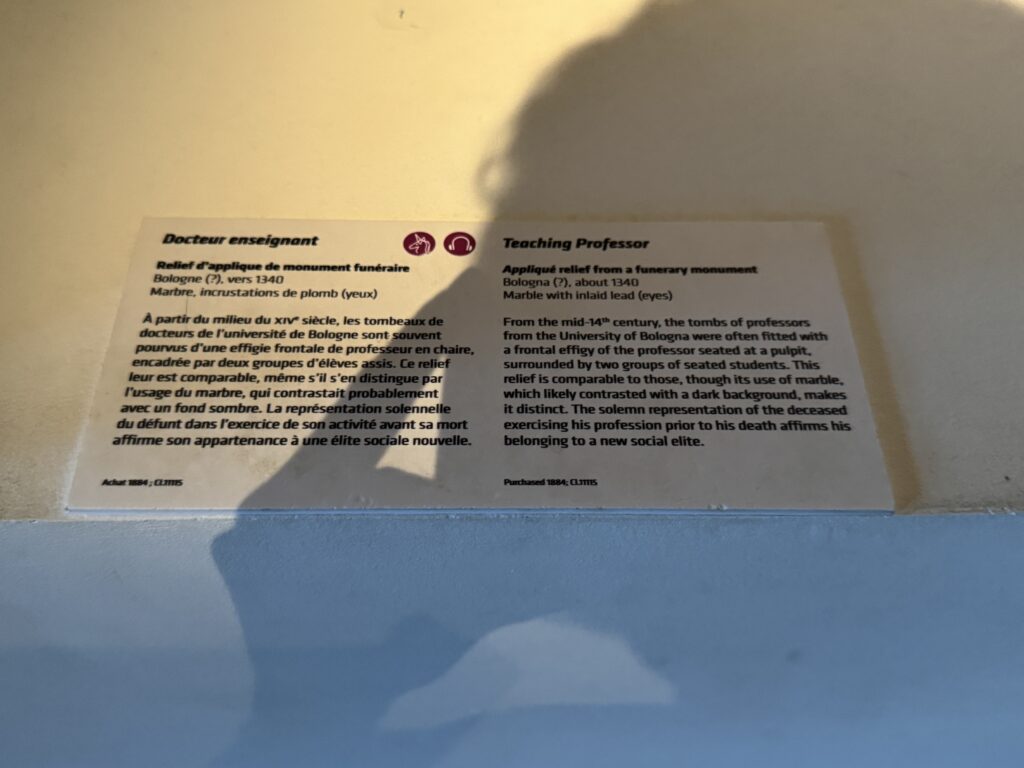 Docteur enseignant
Relief d'applique de monument funéraire
Bologne (?), vers 1340
Marbre, incrustations de plomb (yeux)
À partir du milieu du XIVe siècle, les tombeaux de
docteurs de l'université de Bologne sont souvent
pourvus d'une effigie frontale de professeur en chaire,
encadrée par deux groupes d'élèves assis. Ce relief
leur est comparable, même s'il s'en distingue par
l'usage du marbre, qui contrastait probablement
avec un fond sombre. La représentation solennelle
du défunt dans l'exercice de son activité avant sa mort
affirme son appartenance à une élite sociale nouvelle.
Achat 1884 ; Cl.11115
Teaching Professor
Appliqué relief from a funerary monument
Bologna (?), about 1340
Marble with inlaid lead (eyes)
From the mid-14th century, the tombs of professors
from the University of Bologna were often fitted with
a frontal effigy of the professor seated at a pulpit,
surrounded by two groups of seated students. This
relief is comparable to those, though its use of marble,
which likely contrasted with a dark background, makes
it distinct. The solemn representation of the deceased
exercising his profession prior to his death affirms his
belonging to a new social elite.
Purchased 1884; Cl.11115